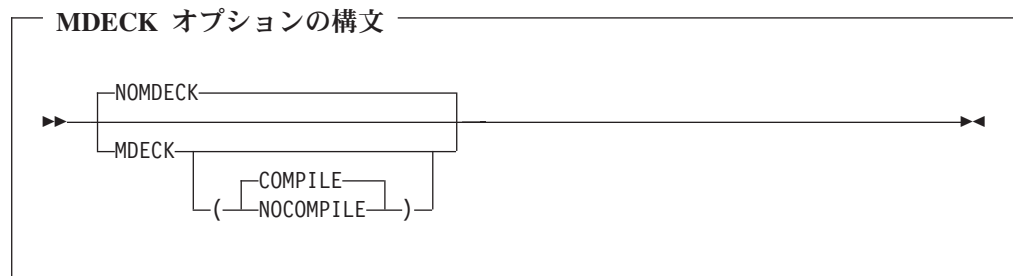 MDECK オプションの構文
NOMDECK
MDECK
COMPILE
( NOCOMPILE )